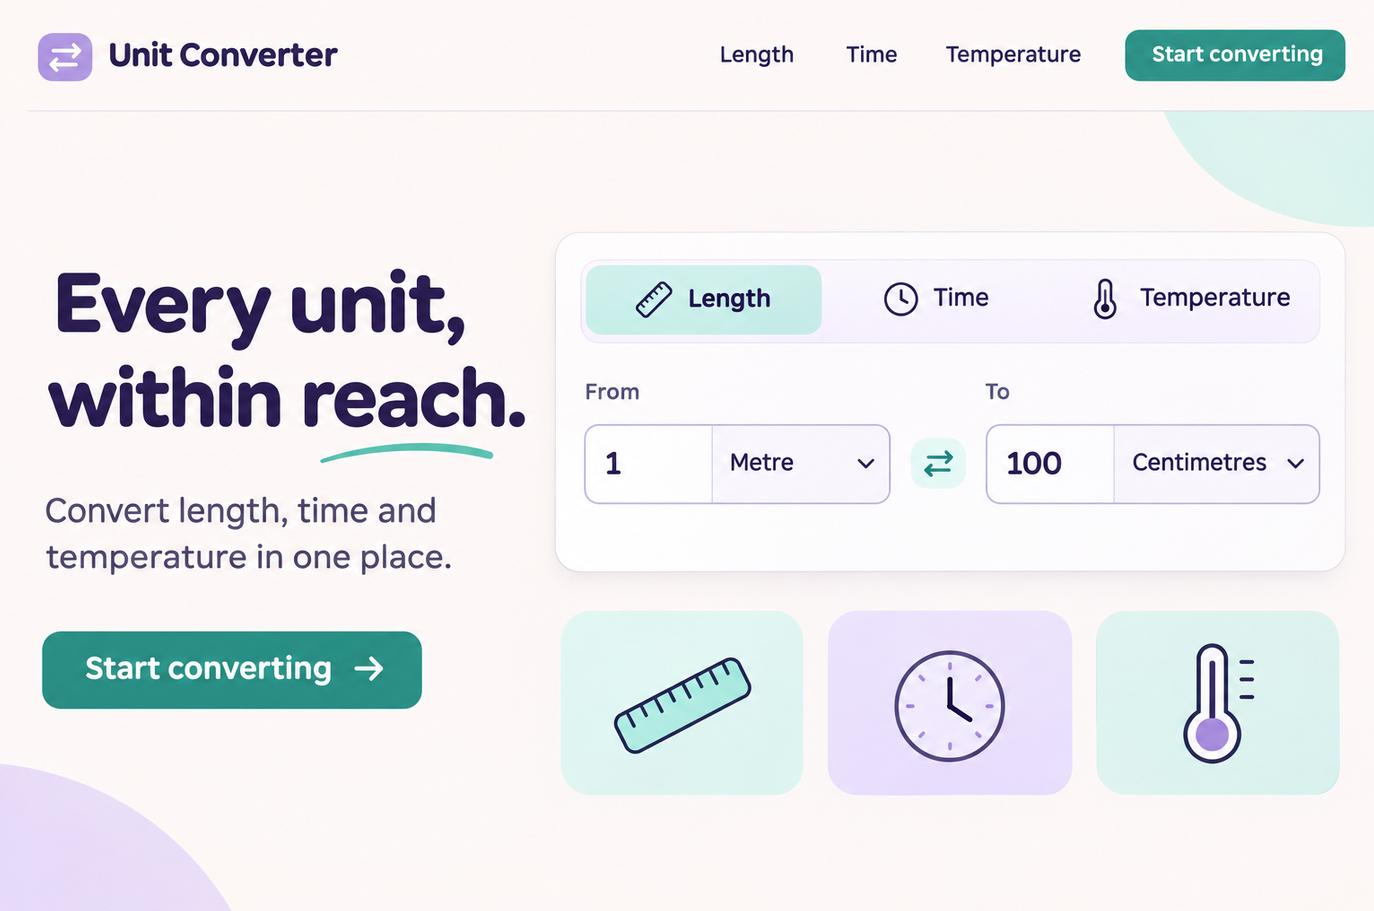 Unit Converter
Length
Time
Temperature
Start converting
Every unit,
within reach.
Convert length, time and
temperature in one place.
Start converting
Length
Time
Temperature
From
To
1
Metre
100
Centimetres